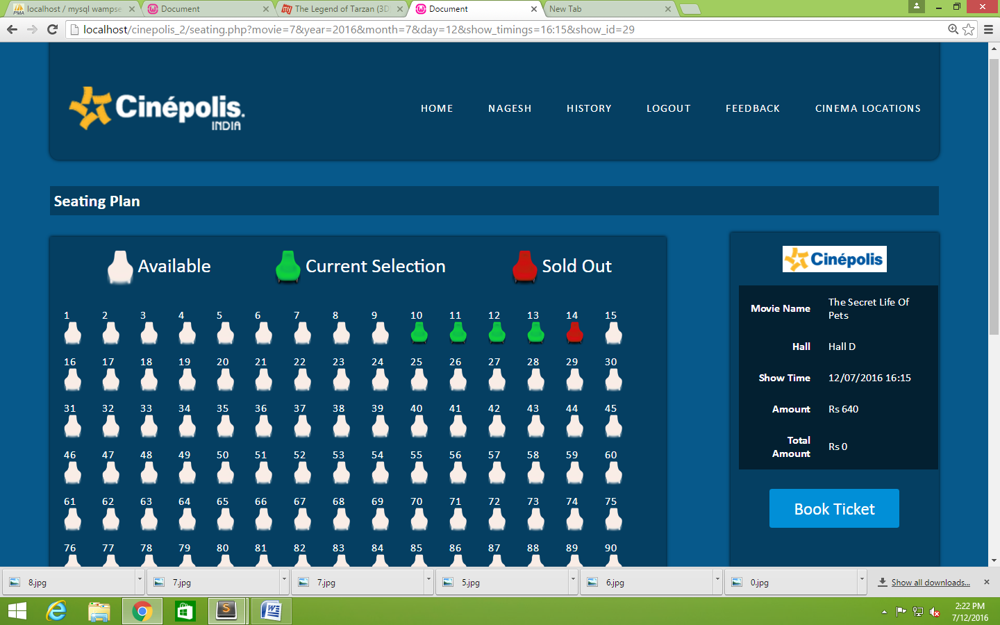 localhost / mysql wampse
Document
The Legend of Tarzan (3D
Document
New Tab
localhost/cinepolis_2/seating.php?movie=7&year=2016&month=7&day=12&show_timings=16:15&show_id=29
Cinépolis.
INDIA
HOME NAGESH HISTORY LOGOUT FEEDBACK CINEMA LOCATIONS
Seating Plan
Available Current Selection Sold Out
1 2 3 4 5 6 7 8 9 10 11 12 13 14 15
16 17 18 19 20 21 22 23 24 25 26 27 28 29 30
31 32 33 34 35 36 37 38 39 40 41 42 43 44 45
46 47 48 49 50 51 52 53 54 55 56 57 58 59 60
61 62 63 64 65 66 67 68 69 70 71 72 73 74 75
76 77 78 79 80 81 82 83 84 85 86 87 88 89 90
Cinépolis
Movie Name The Secret Life Of
Pets
Hall Hall D
Show Time 12/07/2016 16:15
Amount Rs 640
Total
Amount Rs 0
Book Ticket
8.jpg 7.jpg 7.jpg 5.jpg 6.jpg 0.jpg Show all downloads...
2:22 PM
7/12/2016